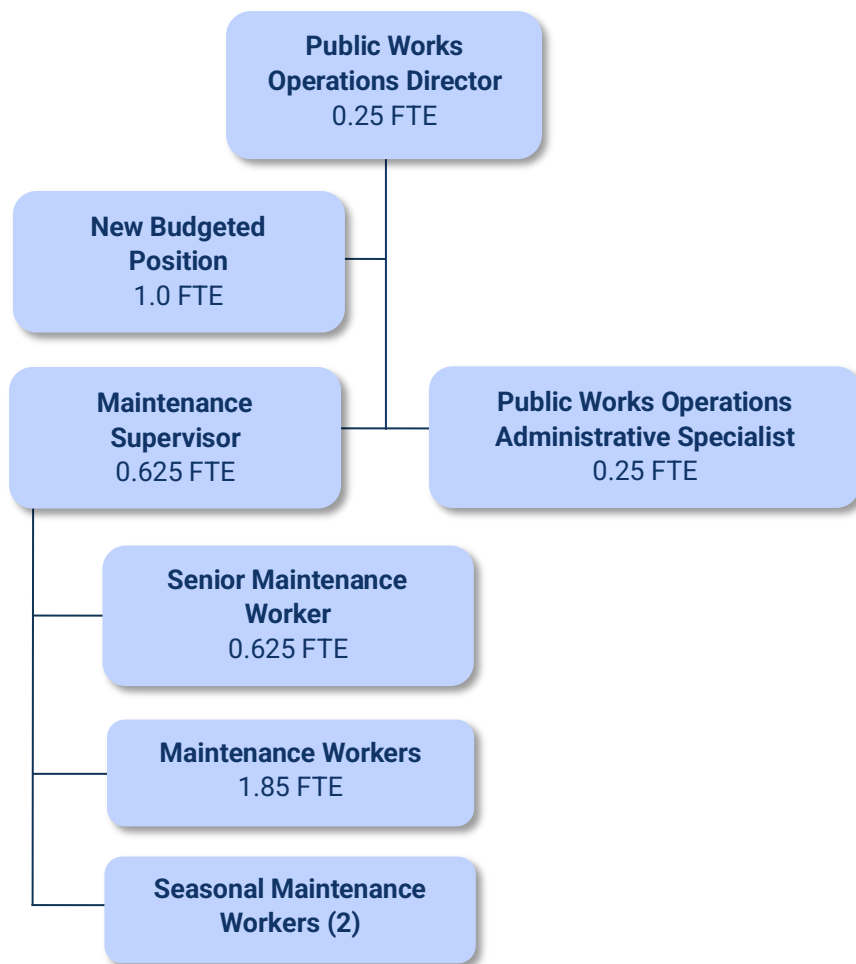 Public Works
Operations Director
0.25 FTE
New Budgeted
Position
1.0 FTE
Maintenance
Supervisor
0.625 FTE
Public Works Operations
Administrative Specialist
0.25 FTE
Senior Maintenance
Worker
0.625 FTE
Maintenance Workers
1.85 FTE
Seasonal Maintenance
Workers (2)